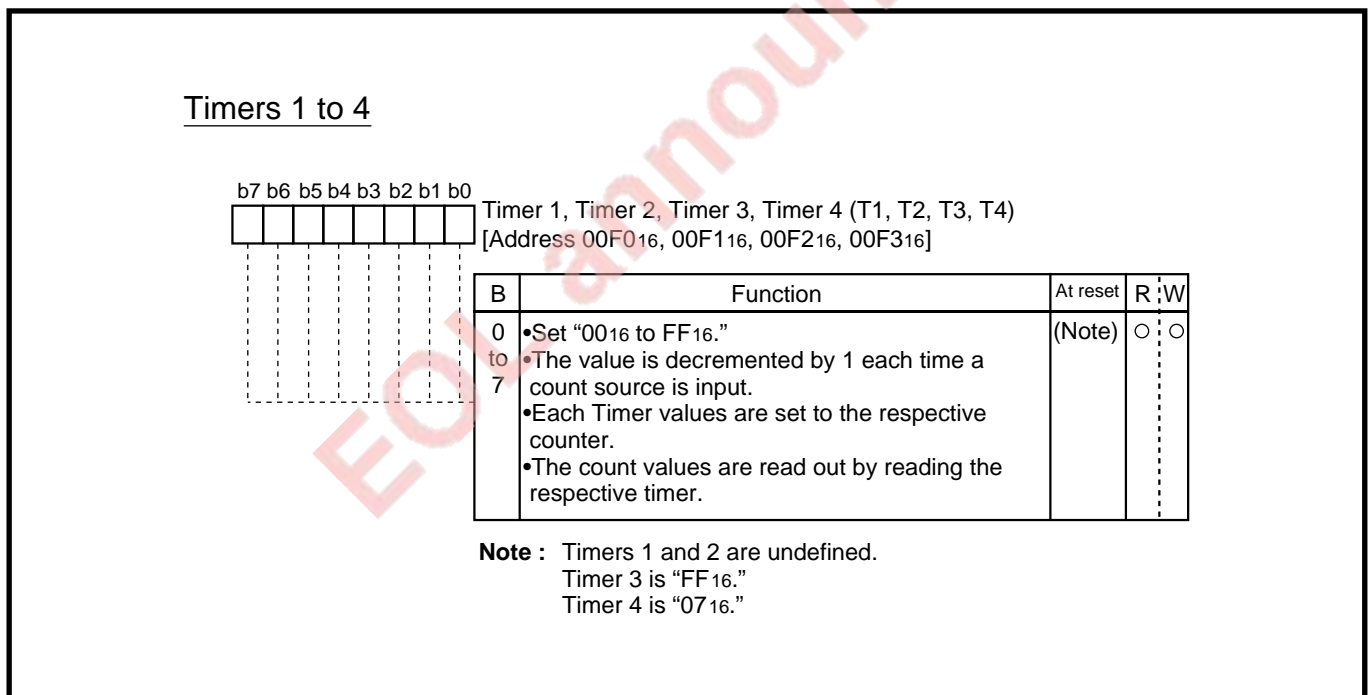 EOL announ
Timers 1 to 4
b7 b6 b5 b4 b3 b2 b1 b0
Timer 1, Timer 2, Timer 3, Timer 4 (T1, T2, T3, T4)
[Address 00F016, 00F116, 00F216, 00F316]
B Function At reset R W
0 •Set “0016 to FF16.” (Note) ○ ○
to •The value is decremented by 1 each time a
7 count source is input.
•Each Timer values are set to the respective
counter.
•The count values are read out by reading the
respective timer.
Note : Timers 1 and 2 are undefined.
Timer 3 is “FF16.”
Timer 4 is “0716.”